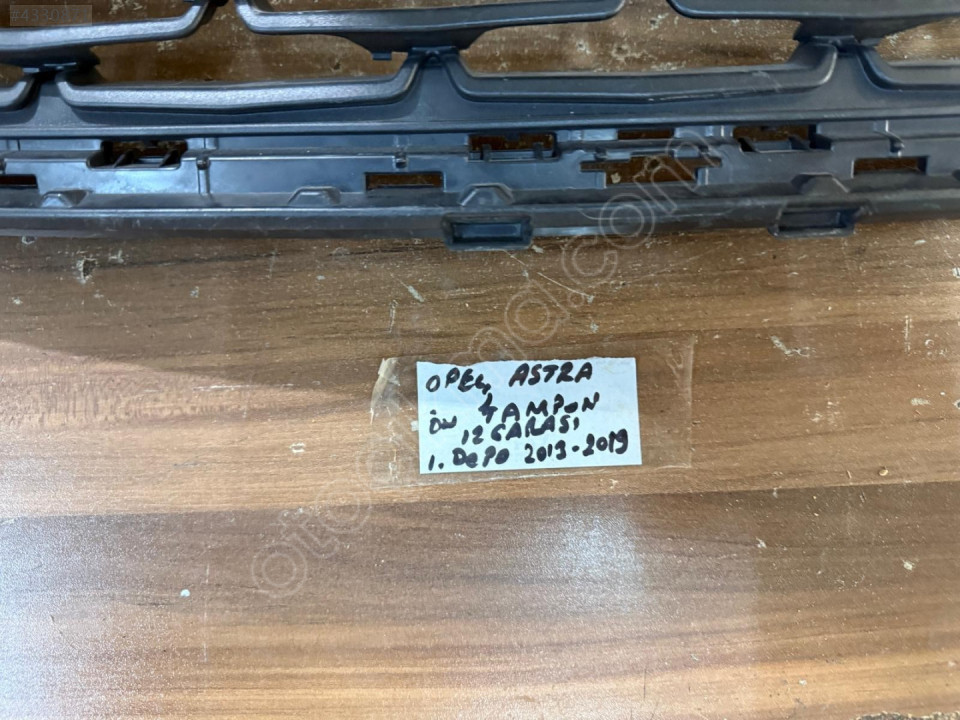 OPEL ASTRA
ÖN TAMPON
IZGARASI
1. DEPO 2013-2019